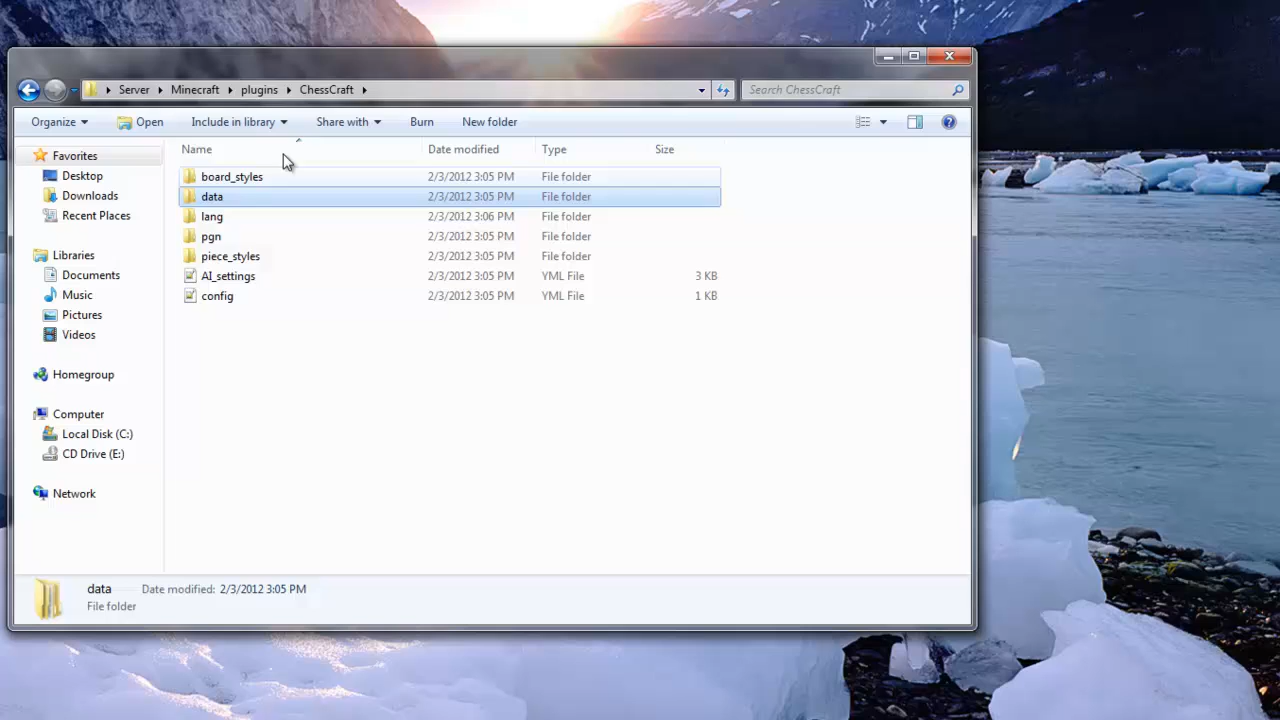 Server Minecraft plugins ChessCraft
Search ChessCraft
Organize Open Include in library Share with Burn New folder
Name Date modified Type Size
Favorites
Desktop
Downloads
Recent Places
Libraries
Documents
Music
Pictures
Videos
Homegroup
Computer
Local Disk (C:)
CD Drive (E:)
Network
board_styles 2/3/2012 3:05 PM File folder
data 2/3/2012 3:05 PM File folder
lang 2/3/2012 3:06 PM File folder
pgn 2/3/2012 3:05 PM File folder
piece_styles 2/3/2012 3:05 PM File folder
AI_settings 2/3/2012 3:05 PM YML File 3 KB
config 2/3/2012 3:05 PM YML File 1 KB
data Date modified: 2/3/2012 3:05 PM
File folder